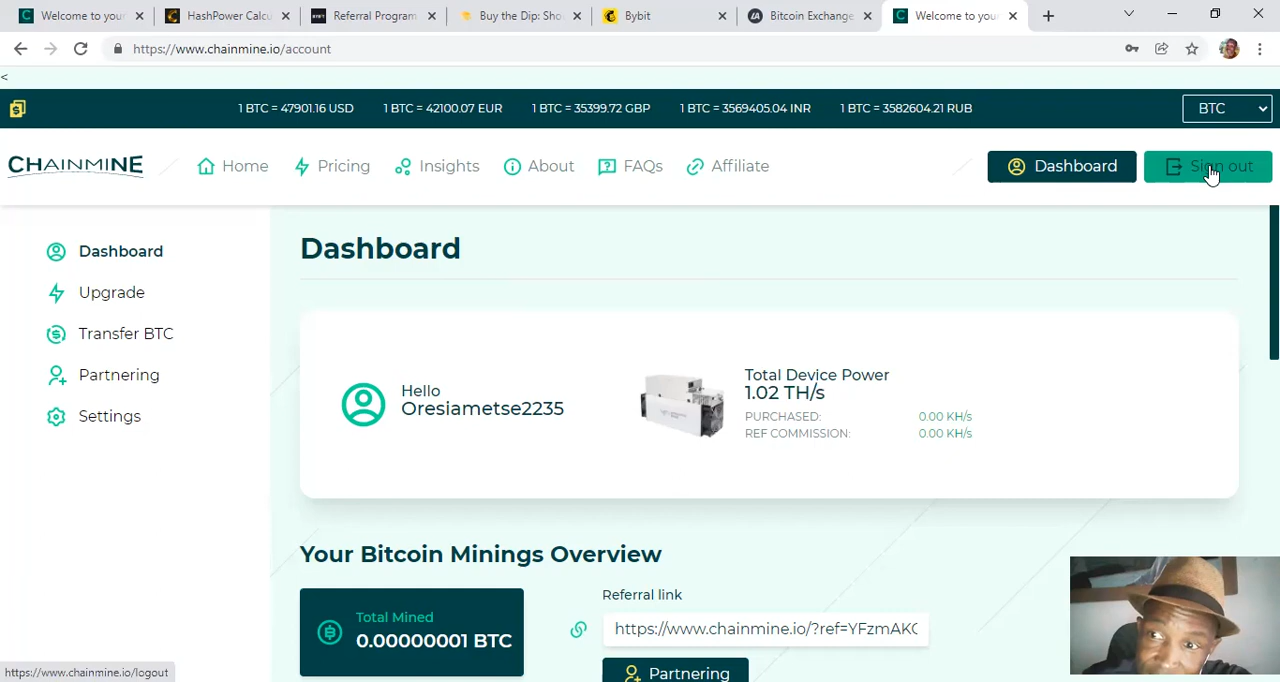 Welcome to your
HashPower Calcu
Referral Program
Buy the Dip: Sho
Bybit
Bitcoin Exchange
Welcome to your
https://www.chainmine.io/account
<
1 BTC = 47901.16 USD
1 BTC = 42100.07 EUR
1 BTC = 35399.72 GBP
1 BTC = 3569405.04 INR
1 BTC = 3582604.21 RUB
BTC
CHAINMINE
Home
Pricing
Insights
About
FAQs
Affiliate
Dashboard
Sign out
Dashboard
Upgrade
Transfer BTC
Partnering
Settings
Dashboard
Hello
Oresiametse2235
Total Device Power
1.02 TH/s
PURCHASED: 0.00 KH/s
REF COMMISSION: 0.00 KH/s
Your Bitcoin Minings Overview
Total Mined
0.00000001 BTC
Referral link
https://www.chainmine.io/?ref=YFzmAKC
Partnering
https://www.chainmine.io/logout